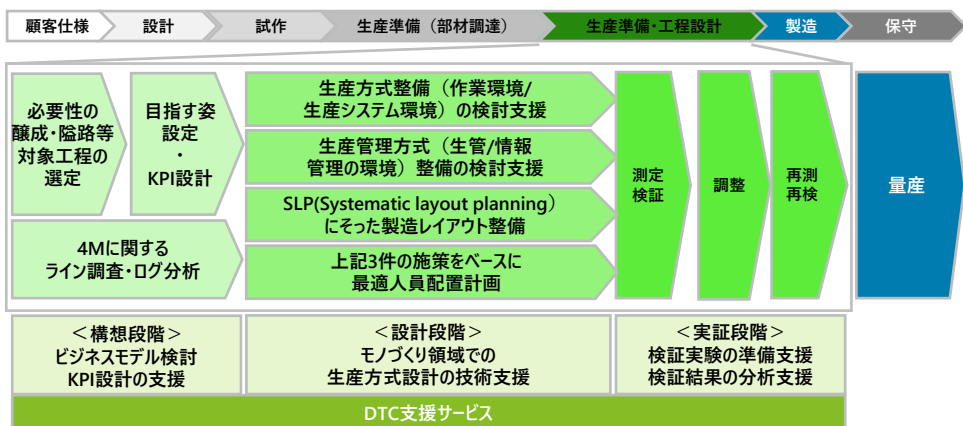 顧客仕様
設計
試作
生産準備（部材調達）
生産準備・工程設計
製造
保守
必要性の
醸成・隘路等
対象工程の
選定
目指す姿
設定
・
KPI設計
4Mに関する
ライン調査・ログ分析
生産方式整備（作業環境/
生産システム環境）の検討支援
生産管理方式（生管/情報
管理の環境）整備の検討支援
SLP(Systematic layout planning）
にそった製造レイアウト整備
上記3件の施策をベースに
最適人員配置計画
測定
検証
調整
再測
再検
量産
＜構想段階＞
ビジネスモデル検討
KPI設計の支援
＜設計段階＞
モノづくり領域での
生産方式設計の技術支援
＜実証段階＞
検証実験の準備支援
検証結果の分析支援
DTC支援サービス